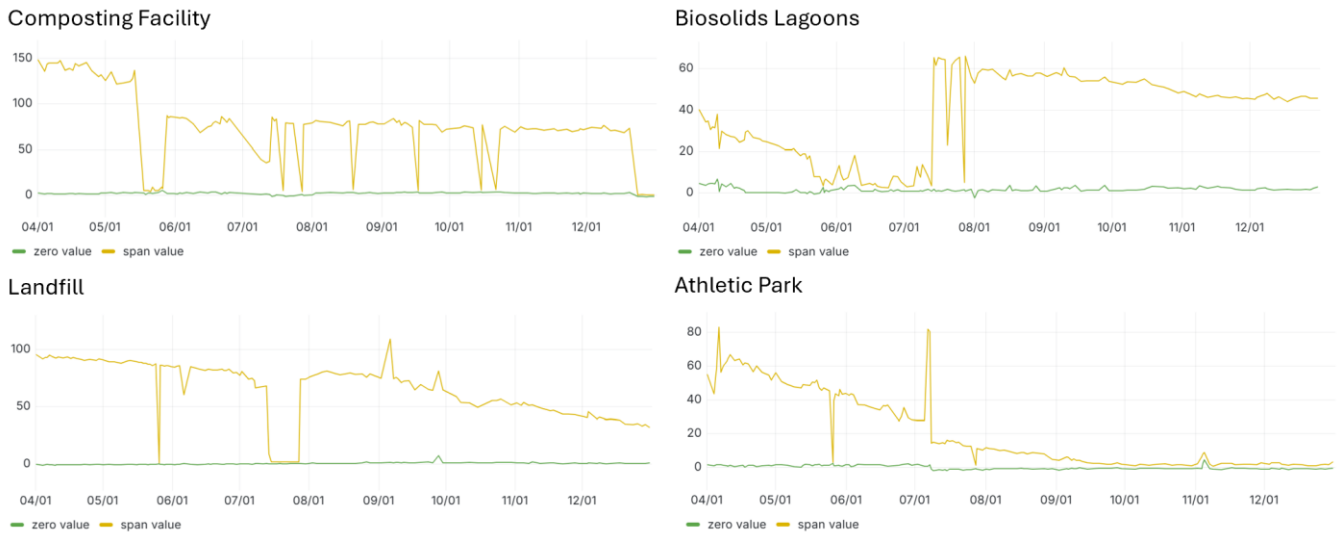 Composting Facility
150
100
50
0
04/01 05/01 06/01 07/01 08/01 09/01 10/01 11/01 12/01
zero value span value
Biosolids Lagoons
60
40
20
0
04/01 05/01 06/01 07/01 08/01 09/01 10/01 11/01 12/01
zero value span value
Landfill
100
50
0
04/01 05/01 06/01 07/01 08/01 09/01 10/01 11/01 12/01
zero value span value
Athletic Park
80
60
40
20
0
04/01 05/01 06/01 07/01 08/01 09/01 10/01 11/01 12/01
zero value span value